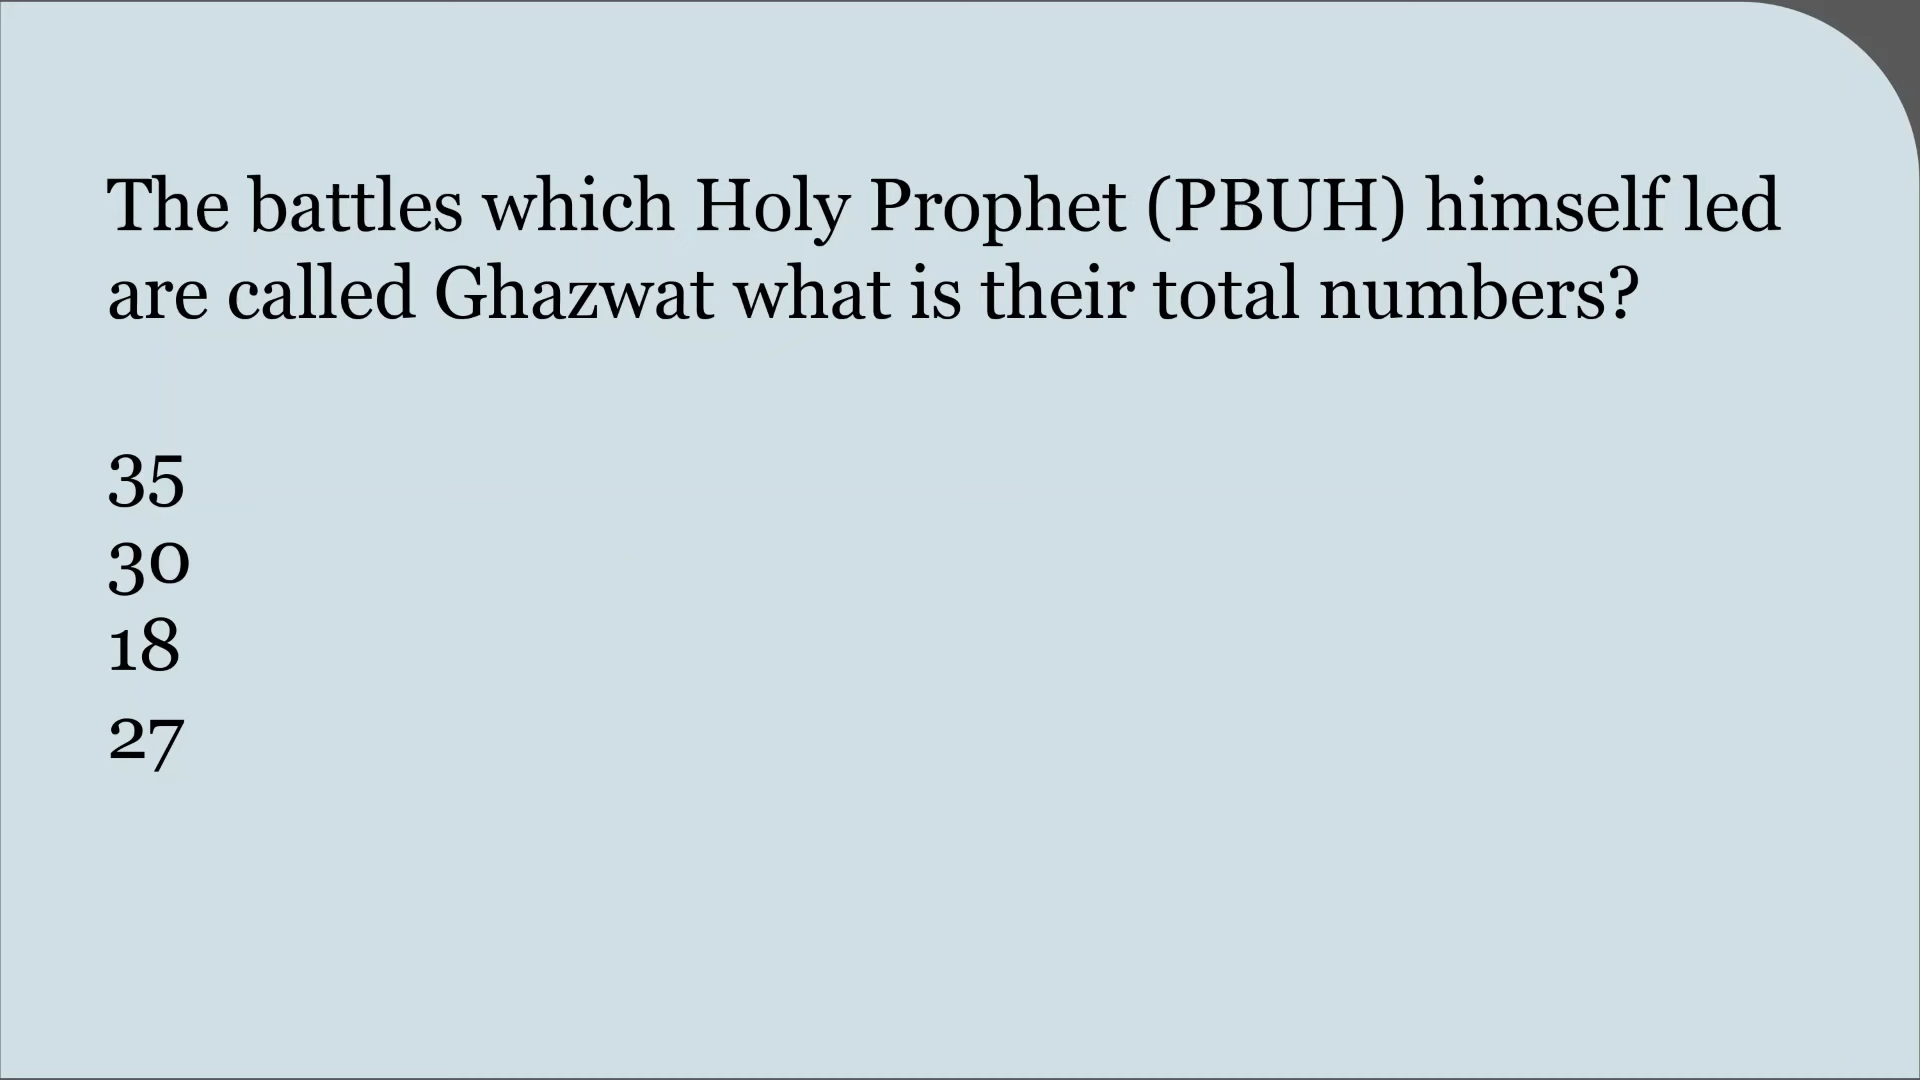 The battles which Holy Prophet (PBUH) himself led
are called Ghazwat what is their total numbers?
35
30
18
27